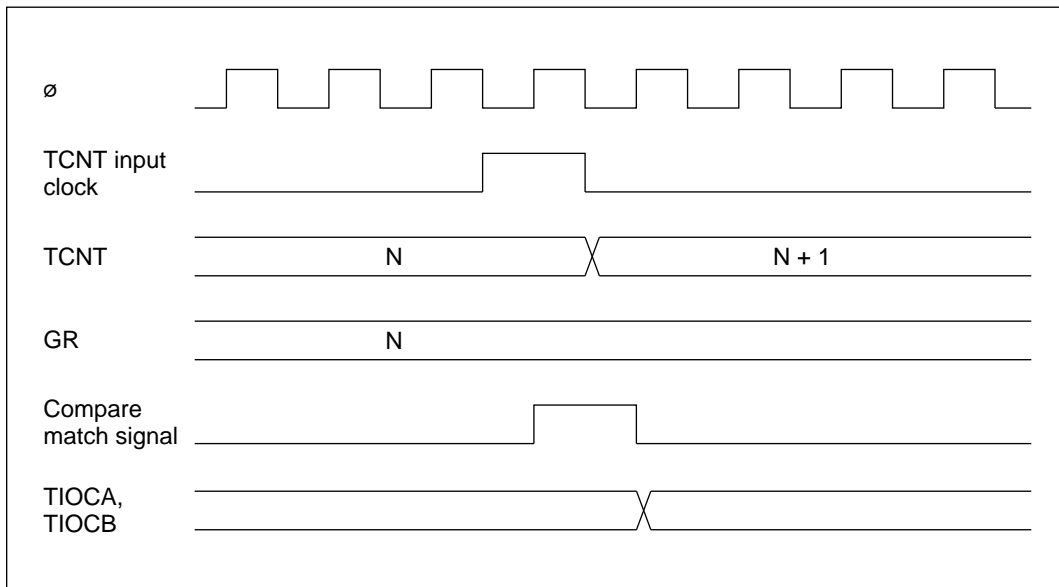 ø
TCNT input
clock
TCNT N N + 1
GR N
Compare
match signal
TIOCA,
TIOCB